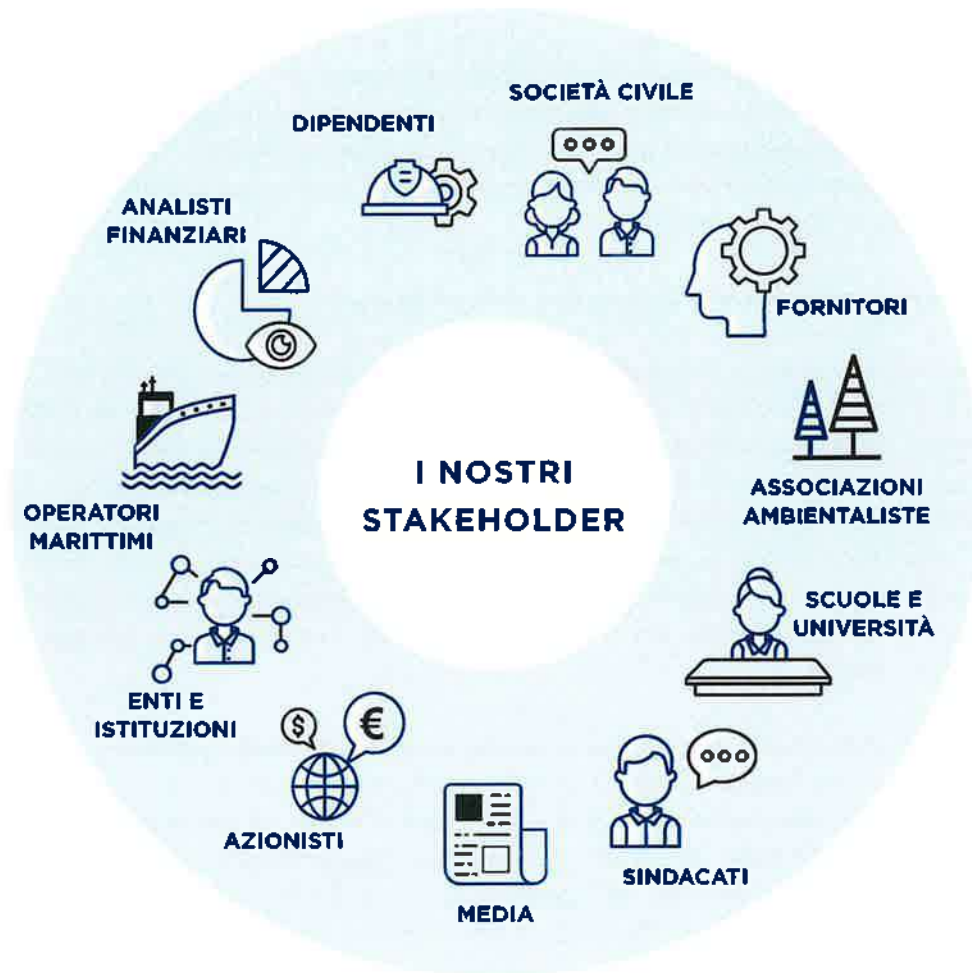 SOCIETÀ CIVILE
DIPENDENTI
ANALISTI
FINANZIARI
FORNITORI
I NOSTRI
STAKEHOLDER
ASSOCIAZIONI
AMBIENTALISTE
OPERATORI
MARITTIMI
SCUOLE E
UNIVERSITÀ
ENTI E
ISTITUZIONI
$
€
AZIONISTI
SINDACATI
MEDIA